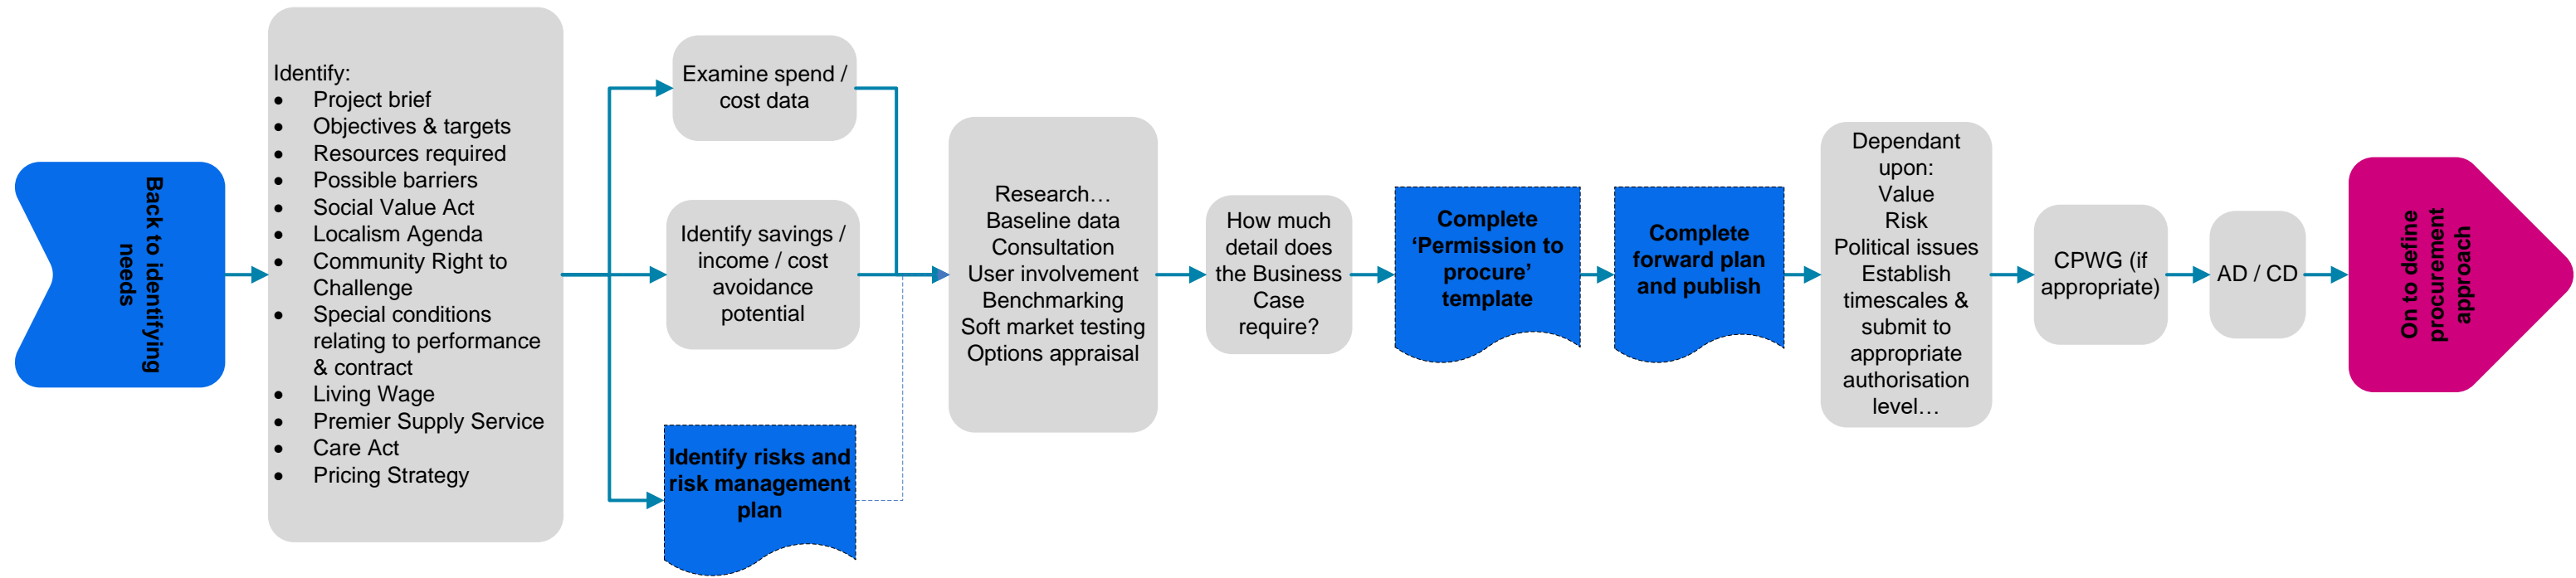 Back to identifying
needs
Identify:
• Project brief
• Objectives & targets
• Resources required
• Possible barriers
• Social Value Act
• Localism Agenda
• Community Right to
Challenge
• Special conditions
relating to performance
& contract
• Living Wage
• Premier Supply Service
• Care Act
• Pricing Strategy
Examine spend /
cost data
Identify savings /
income / cost
avoidance
potential
Identify risks and
risk management
plan
Research…
Baseline data
Consultation
User involvement
Benchmarking
Soft market testing
Options appraisal
How much
detail does
the Business
Case
require?
Complete
‘Permission to
procure’
template
Complete
forward plan
and publish
Dependant
upon:
Value
Risk
Political issues
Establish
timescales &
submit to
appropriate
authorisation
level…
CPWG (if
appropriate)
AD / CD
On to define
procurement
approach